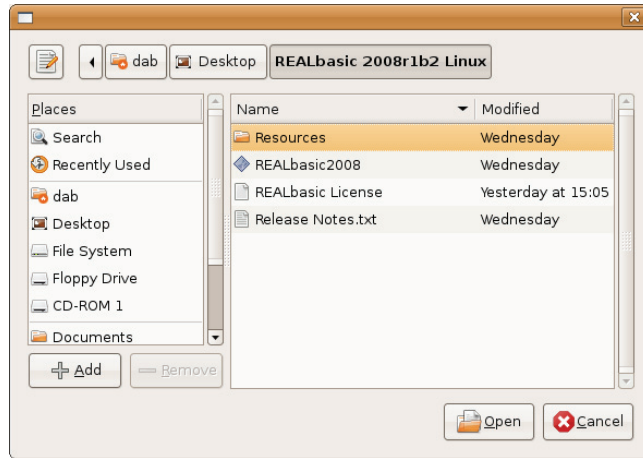 dab Desktop REALbasic 2008r1b2 Linux
Places
Search
Recently Used
dab
Desktop
File System
Floppy Drive
CD-ROM 1
Documents
Add Remove
Name Modified
Resources Wednesday
REALbasic2008 Wednesday
REALbasic License Yesterday at 15:05
Release Notes.txt Wednesday
Open Cancel